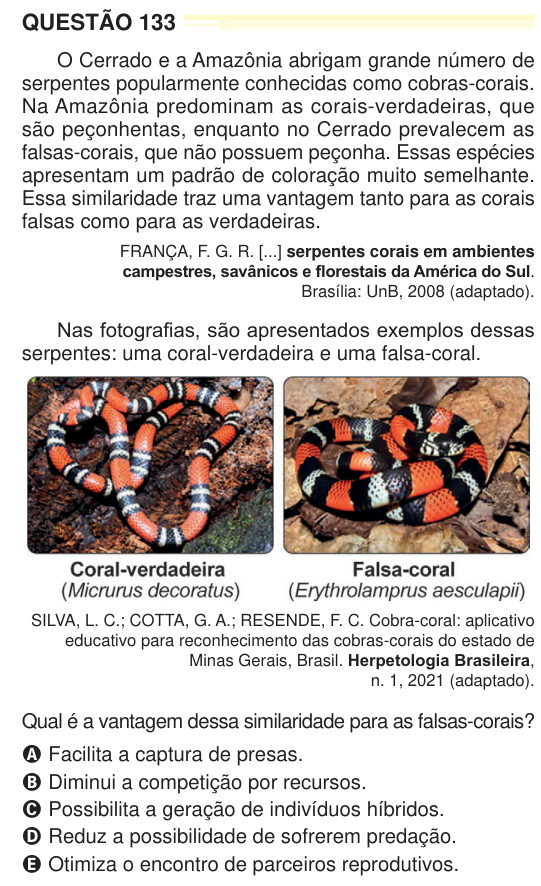 QUESTÃO 133
O Cerrado e a Amazônia abrigam grande número de
serpentes popularmente conhecidas como cobras-corais.
Na Amazônia predominam as corais-verdadeiras, que
são peçonhentas, enquanto no Cerrado prevalecem as
falsas-corais, que não possuem peçonha. Essas espécies
apresentam um padrão de coloração muito semelhante.
Essa similaridade traz uma vantagem tanto para as corais
falsas como para as verdadeiras.
FRANÇA, F. G. R. [...] serpentes corais em ambientes
campestres, savânicos e florestais da América do Sul.
Brasília: UnB, 2008 (adaptado).
Nas fotografias, são apresentados exemplos dessas
serpentes: uma coral-verdadeira e uma falsa-coral.
Coral-verdadeira
(Micrurus decoratus)
Falsa-coral
(Erythrolamprus aesculapii)
SILVA, L. C.; COTTA, G. A.; RESENDE, F. C. Cobra-coral: aplicativo
educativo para reconhecimento das cobras-corais do estado de
Minas Gerais, Brasil. Herpetologia Brasileira,
n. 1, 2021 (adaptado).
Qual é a vantagem dessa similaridade para as falsas-corais?
A Facilita a captura de presas.
B Diminui a competição por recursos.
C Possibilita a geração de indivíduos híbridos.
D Reduz a possibilidade de sofrerem predação.
E Otimiza o encontro de parceiros reprodutivos.